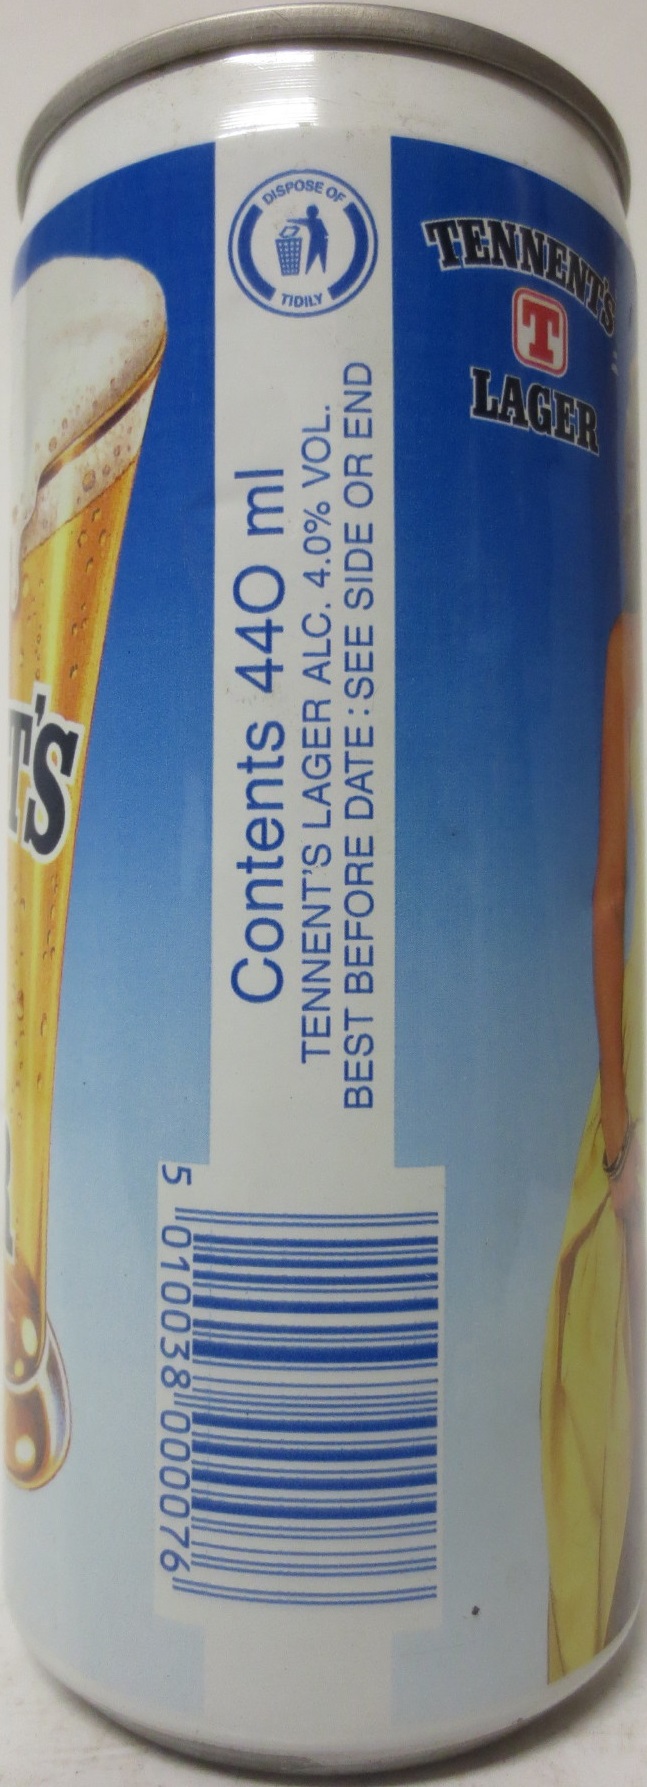 DISPOSE OF
TIDILY
TENNENT'S
T
LAGER
Contents 440 ml
TENNENT'S LAGER ALC. 4.0% VOL.
BEST BEFORE DATE : SEE SIDE OR END
T'S
R
5 010038 000076